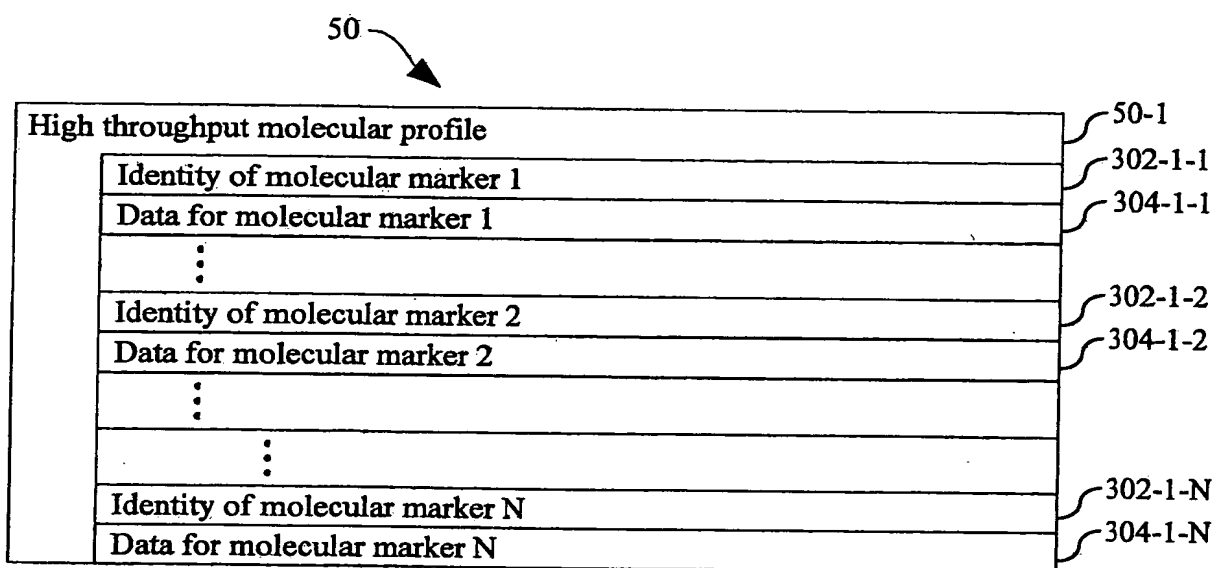 50
High throughput molecular profile
50-1
Identity of molecular marker 1
302-1-1
Data for molecular marker 1
304-1-1
Identity of molecular marker 2
302-1-2
Data for molecular marker 2
304-1-2
Identity of molecular marker N
302-1-N
Data for molecular marker N
304-1-N